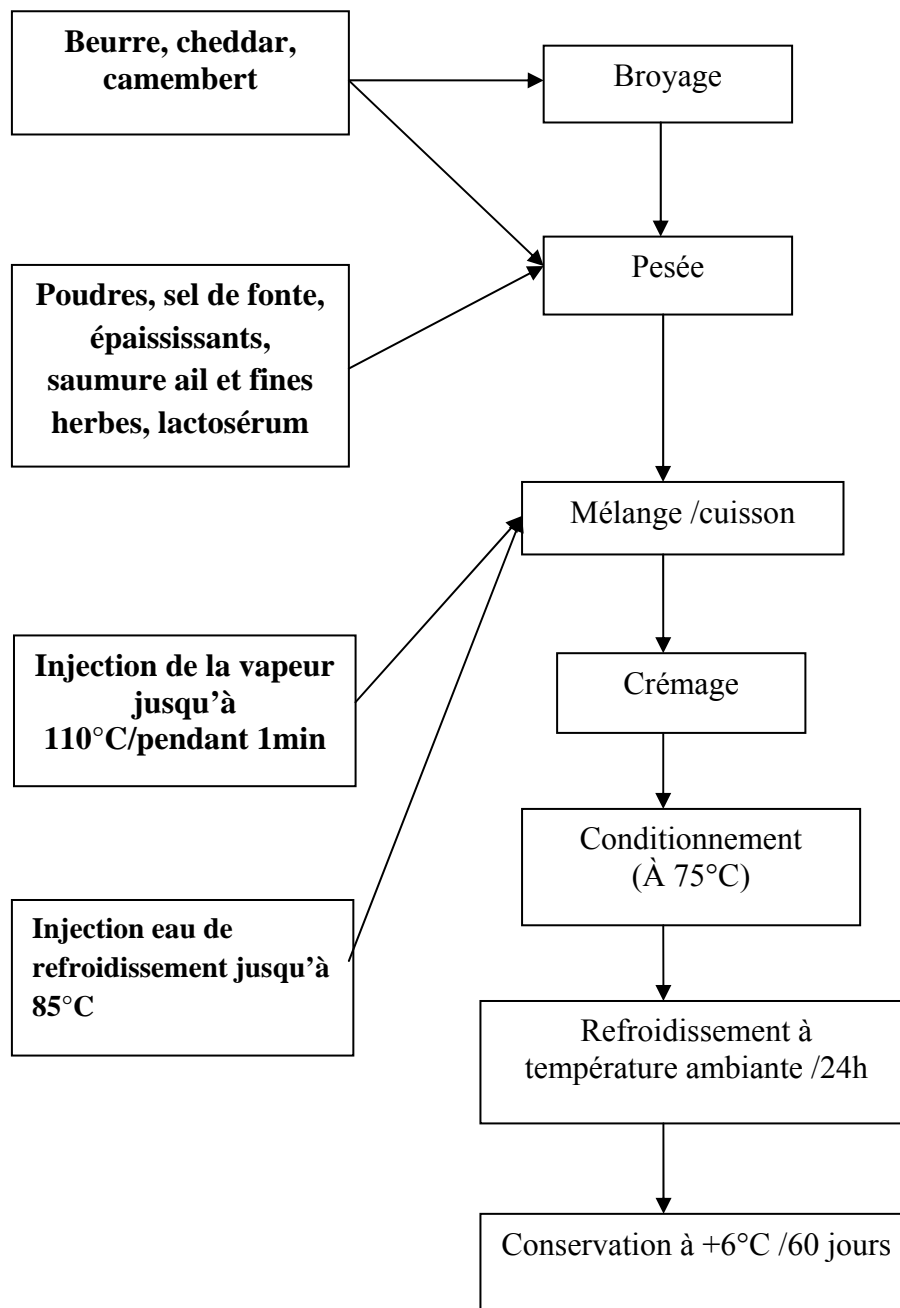 Beurre, cheddar,
camembert
Broyage
Pesée
Poudres, sel de fonte,
épaississants,
saumure ail et fines
herbes, lactosérum
Mélange /cuisson
Injection de la vapeur
jusqu’à
110°C/pendant 1min
Crémage
Conditionnement
(À 75°C)
Injection eau de
refroidissement jusqu’à
85°C
Refroidissement à
température ambiante /24h
Conservation à +6°C /60 jours